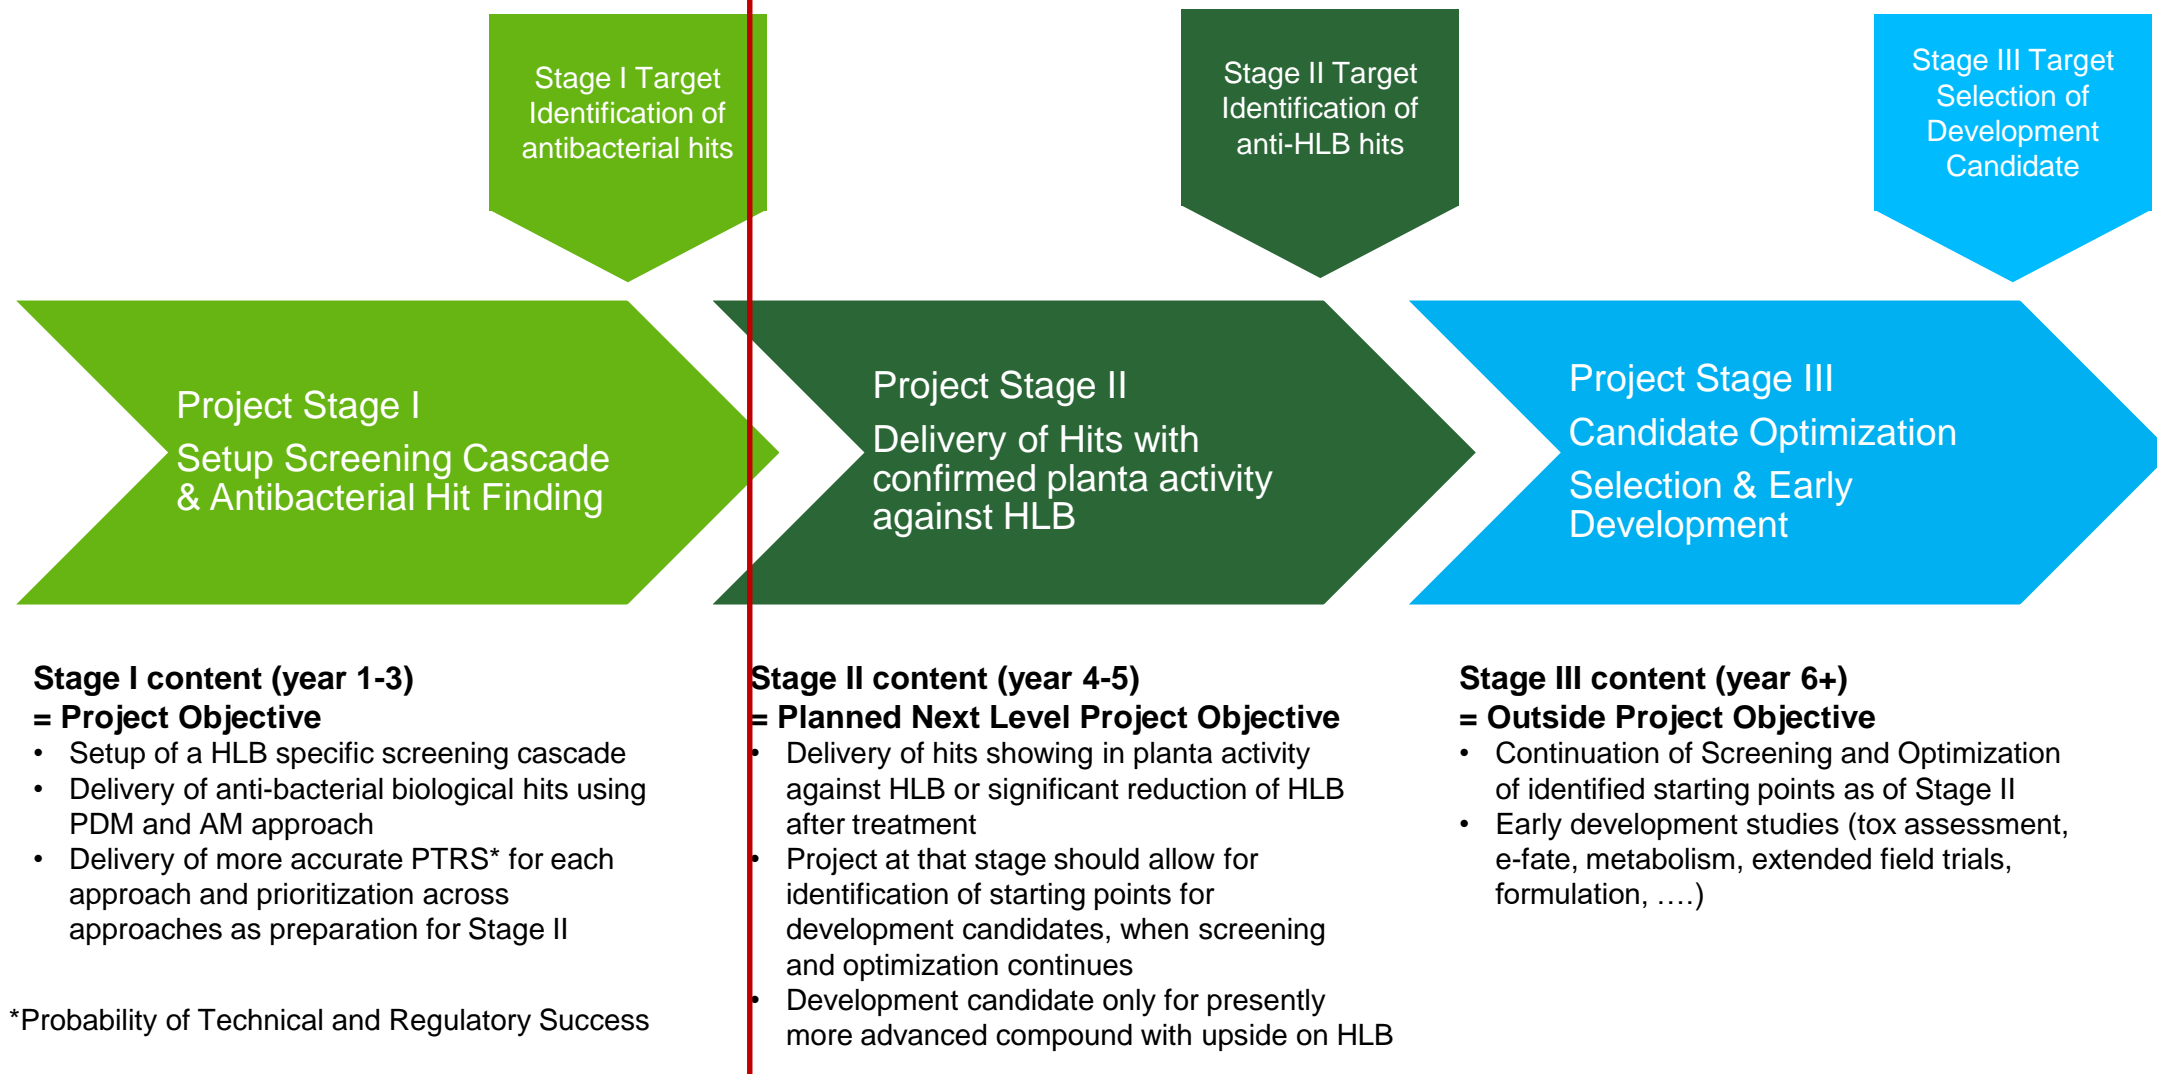 Stage I Target
Identification of
antibacterial hits
Stage II Target
Identification of
anti-HLB hits
Stage III Target
Selection of
Development
Candidate
Project Stage I
Setup Screening Cascade
& Antibacterial Hit Finding
Project Stage II
Delivery of Hits with
confirmed planta activity
against HLB
Project Stage III
Candidate Optimization
Selection & Early
Development
Stage I content (year 1-3)
= Project Objective
• Setup of a HLB specific screening cascade
• Delivery of anti-bacterial biological hits using
PDM and AM approach
• Delivery of more accurate PTRS* for each
approach and prioritization across
approaches as preparation for Stage II
*Probability of Technical and Regulatory Success
Stage II content (year 4-5)
= Planned Next Level Project Objective
• Delivery of hits showing in planta activity
against HLB or significant reduction of HLB
after treatment
• Project at that stage should allow for
identification of starting points for
development candidates, when screening
and optimization continues
• Development candidate only for presently
more advanced compound with upside on HLB
Stage III content (year 6+)
= Outside Project Objective
• Continuation of Screening and Optimization
of identified starting points as of Stage II
• Early development studies (tox assessment,
e-fate, metabolism, extended field trials,
formulation, ….)